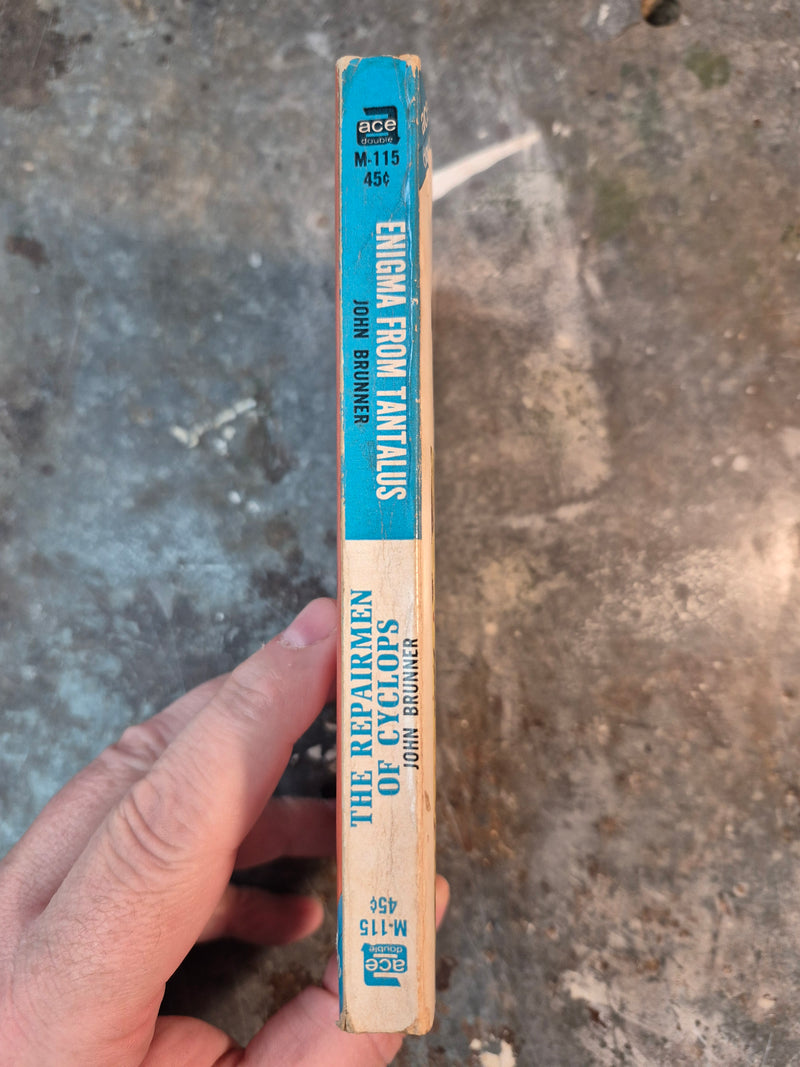 ace
double
M-115
45¢
ENIGMA FROM TANTALUS
JOHN BRUNNER
THE REPAIRMEN
OF CYCLOPS
JOHN BRUNNER
M-115
45¢
ace
double